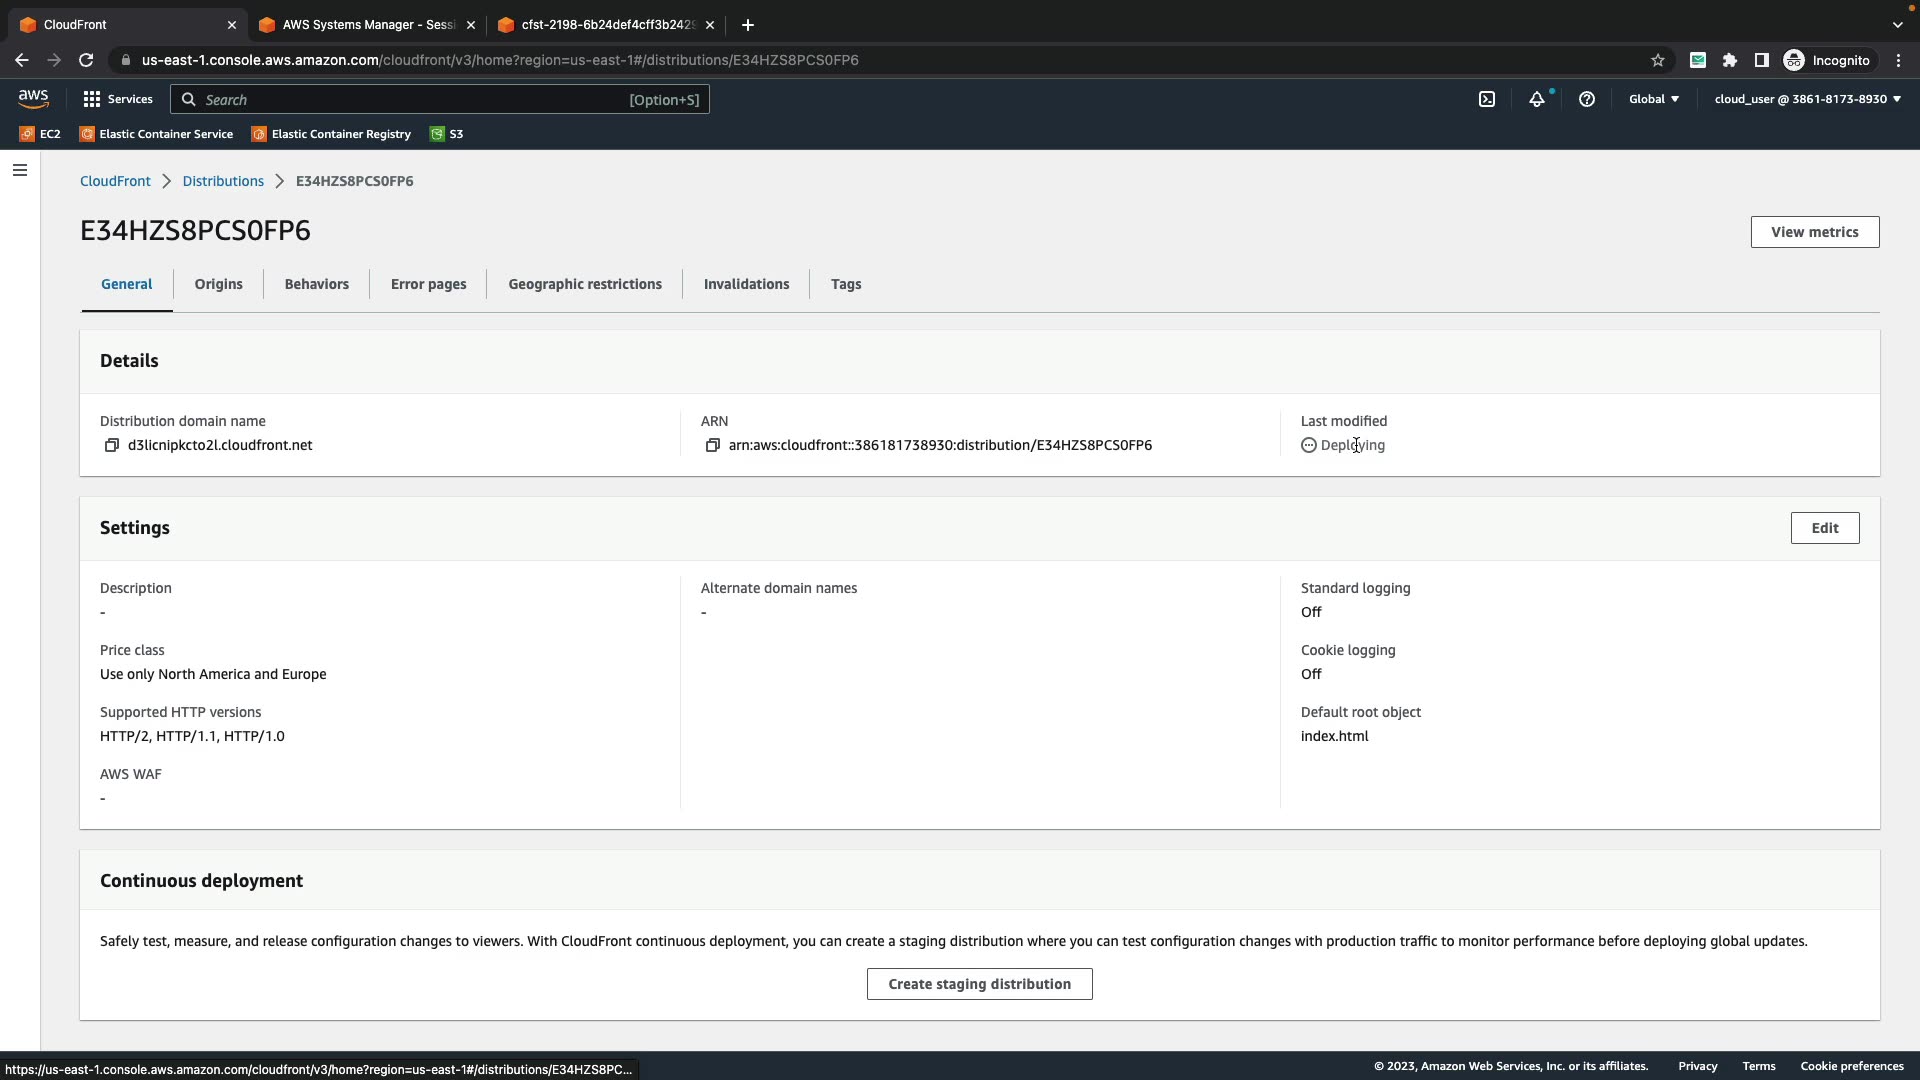 CloudFront
AWS Systems Manager - Sessi
cfst-2198-6b24def4cff3b2429
us-east-1.console.aws.amazon.com/cloudfront/v3/home?region=us-east-1#/distributions/E34HZS8PCS0FP6
Incognito
aws
Services
Search
[Option+S]
Global
cloud_user @ 3861-8173-8930
EC2
Elastic Container Service
Elastic Container Registry
S3
CloudFront
Distributions
E34HZS8PCS0FP6
E34HZS8PCS0FP6
View metrics
General
Origins
Behaviors
Error pages
Geographic restrictions
Invalidations
Tags
Details
Distribution domain name
d3licnipkcto2l.cloudfront.net
ARN
arn:aws:cloudfront::386181738930:distribution/E34HZS8PCS0FP6
Last modified
Deploying
Settings
Edit
Description
-
Price class
Use only North America and Europe
Supported HTTP versions
HTTP/2, HTTP/1.1, HTTP/1.0
AWS WAF
-
Alternate domain names
-
Standard logging
Off
Cookie logging
Off
Default root object
index.html
Continuous deployment
Safely test, measure, and release configuration changes to viewers. With CloudFront continuous deployment, you can create a staging distribution where you can test configuration changes with production traffic to monitor performance before deploying global updates.
Create staging distribution
https://us-east-1.console.aws.amazon.com/cloudfront/v3/home?region=us-east-1#/distributions/E34HZS8PC...
© 2023, Amazon Web Services, Inc. or its affiliates.
Privacy
Terms
Cookie preferences